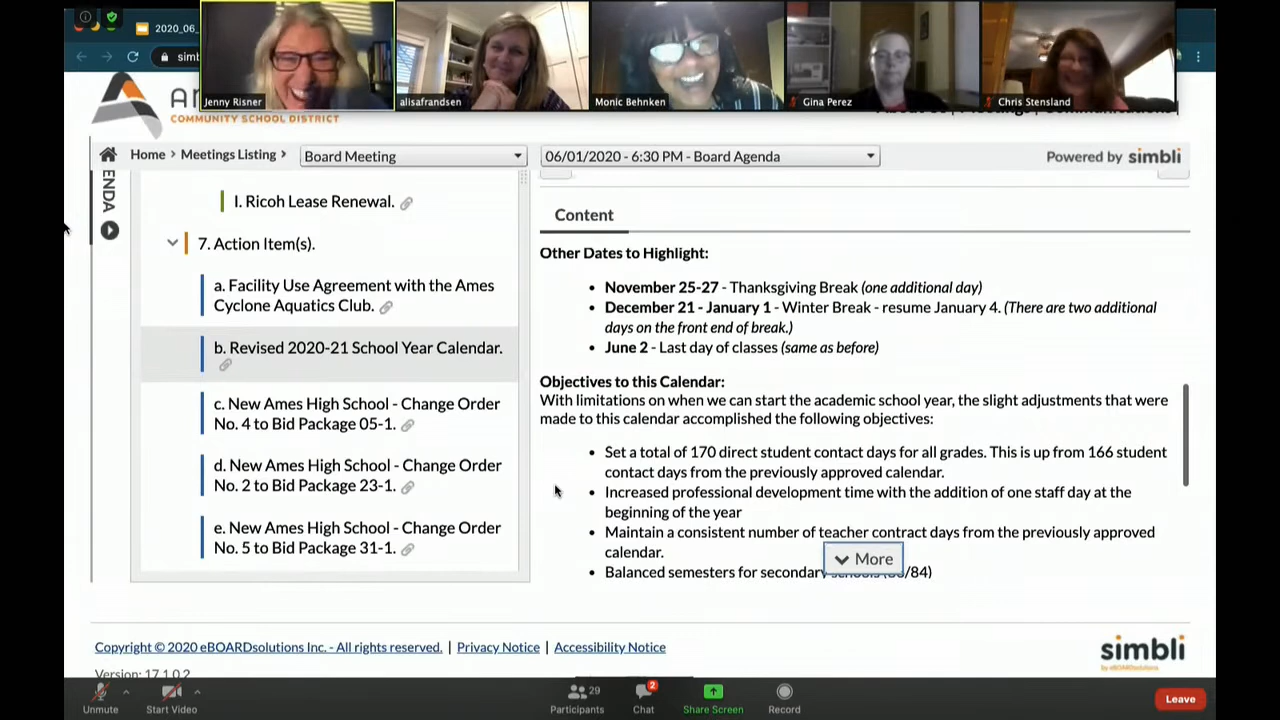 2020_06_
simb
Jenny Risner
alisafrandsen
Monic Behnken
Gina Perez
Chris Stensland
COMMUNITY SCHOOL DISTRICT
Home > Meetings Listing >
Board Meeting
06/01/2020 - 6:30 PM - Board Agenda
Powered by simbli
ENDA
I. Ricoh Lease Renewal.
7. Action Item(s).
a. Facility Use Agreement with the Ames
Cyclone Aquatics Club.
b. Revised 2020-21 School Year Calendar.
c. New Ames High School - Change Order
No. 4 to Bid Package 05-1.
d. New Ames High School - Change Order
No. 2 to Bid Package 23-1.
e. New Ames High School - Change Order
No. 5 to Bid Package 31-1.
Content
Other Dates to Highlight:
• November 25-27 - Thanksgiving Break (one additional day)
• December 21 - January 1 - Winter Break - resume January 4. (There are two additional
days on the front end of break.)
• June 2 - Last day of classes (same as before)
Objectives to this Calendar:
With limitations on when we can start the academic school year, the slight adjustments that were
made to this calendar accomplished the following objectives:
• Set a total of 170 direct student contact days for all grades. This is up from 166 student
contact days from the previously approved calendar.
• Increased professional development time with the addition of one staff day at the
beginning of the year
• Maintain a consistent number of teacher contract days from the previously approved
calendar.
More
• Balanced semesters for secondary schools /84)
Copyright © 2020 eBOARDsolutions Inc. - All rights reserved. | Privacy Notice | Accessibility Notice
simbli
by eBOARDsolutions
Version: 17.1.0.2
Unmute
Start Video
29
Participants
2
Chat
Share Screen
Record
Leave